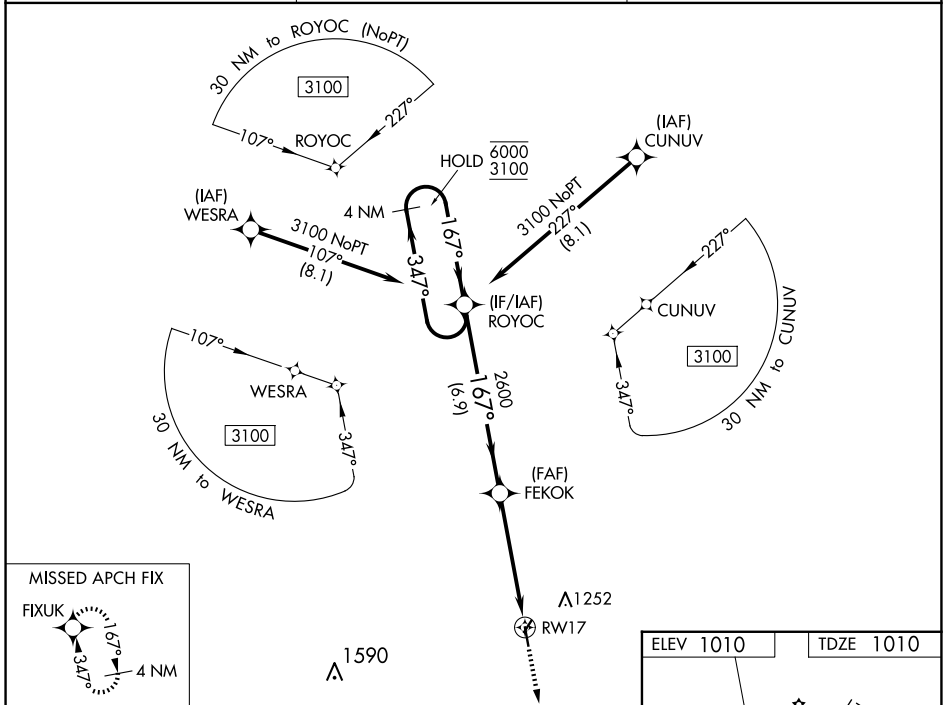 30 NM to ROYOC (NoPT)
3100
107°
227°
ROYOC
(IAF)
CUNUV
HOLD
6000
3100
4 NM
(IAF)
WESRA
3100 NoPT
107°
(8.1)
3100 NoPT
227°
(8.1)
167°
347°
(IF/IAF)
ROYOC
227°
CUNUV
3100
347°
30 NM to CUNUV
107°
WESRA
3100
347°
30 NM to WESRA
2600
167°
(6.9)
(FAF)
FEKOK
1252
RW17
1590
MISSED APCH FIX
FIXUK
167°
347°
4 NM
ELEV 1010
TDZE 1010